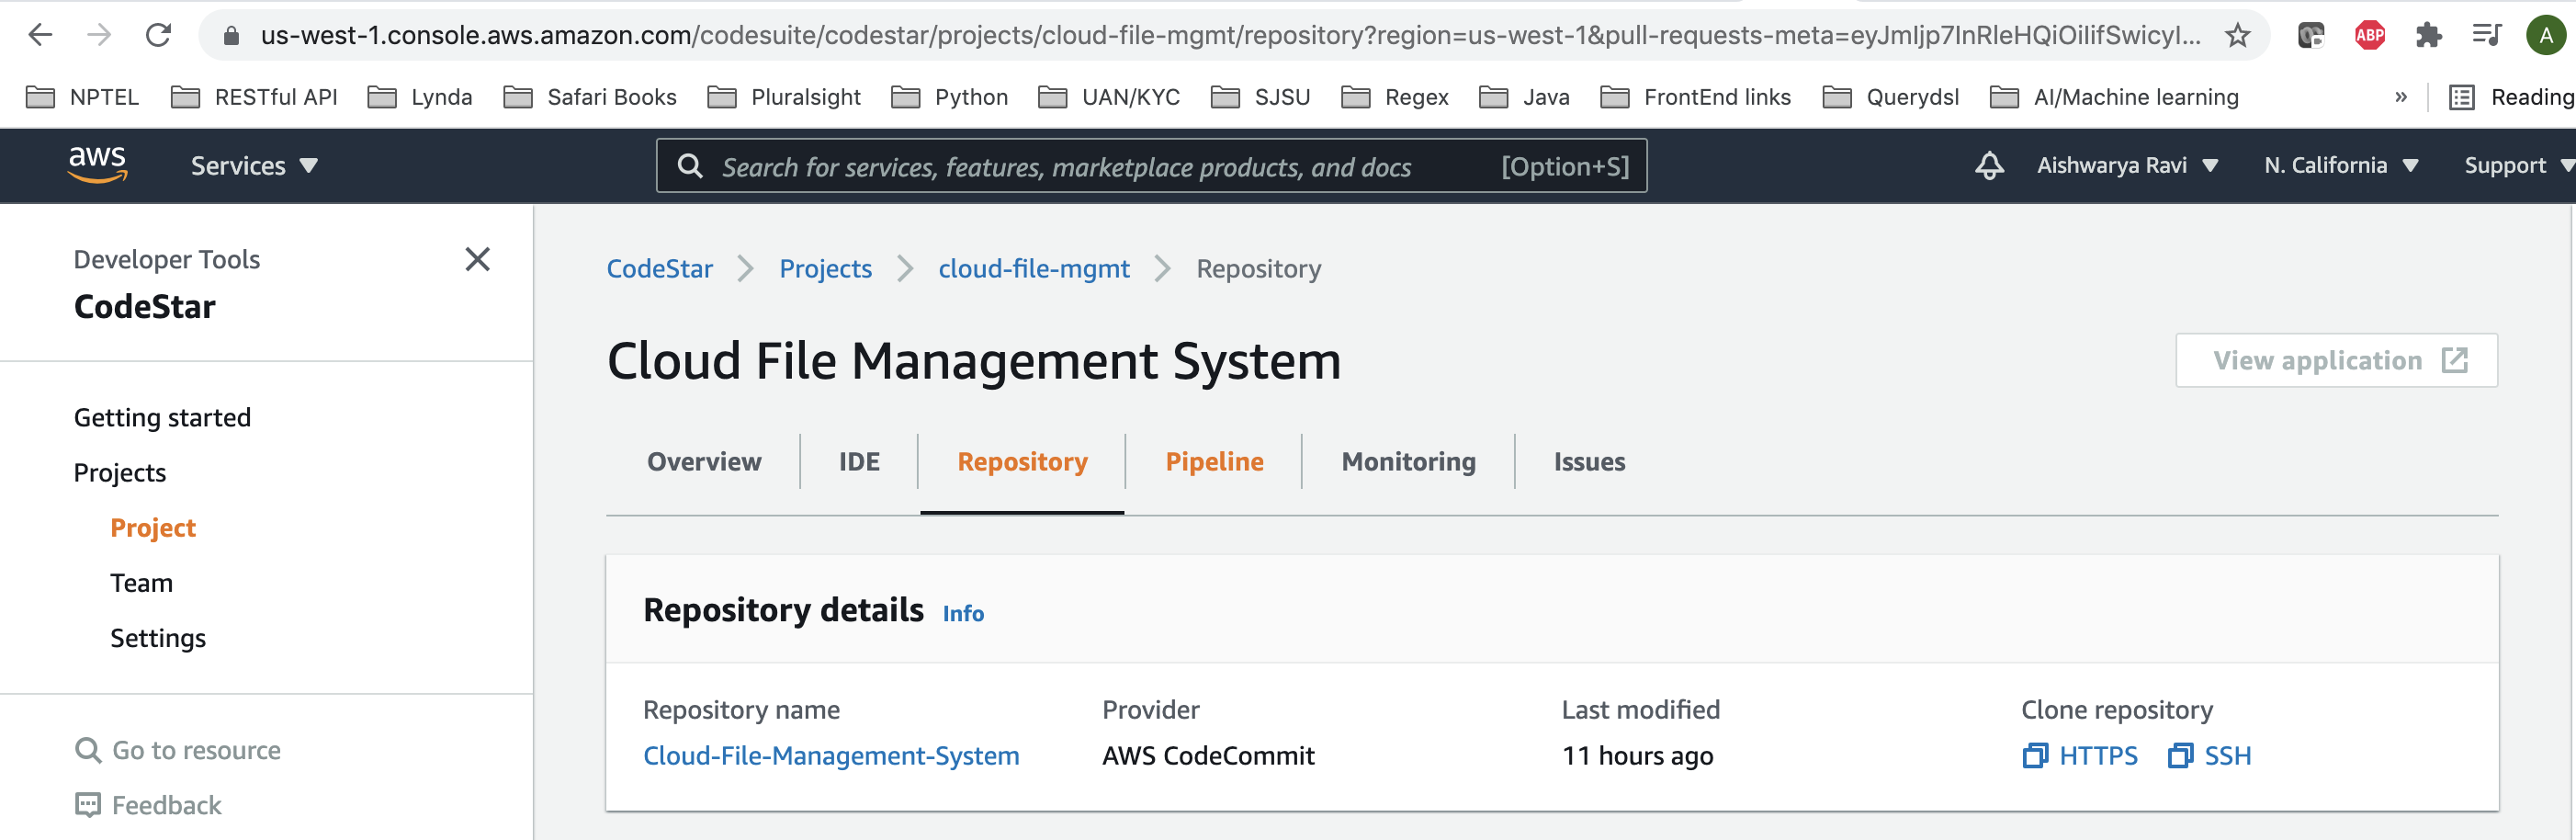 us-west-1.console.aws.amazon.com/codesuite/codestar/projects/cloud-file-mgmt/repository?region=us-west-1&pull-requests-meta=eyJmIjp7InRleHQiOiIifSwicyI...
ABP
A
NPTEL RESTful API Lynda Safari Books Pluralsight Python UAN/KYC SJSU Regex Java FrontEnd links Querydsl AI/Machine learning » Reading
aws Services ▼ Search for services, features, marketplace products, and docs [Option+S] Aishwarya Ravi ▼ N. California ▼ Support ▼
Developer Tools
CodeStar
Getting started
Projects
Project
Team
Settings
Go to resource
Feedback
CodeStar > Projects > cloud-file-mgmt > Repository
Cloud File Management System
View application
Overview IDE Repository Pipeline Monitoring Issues
Repository details Info
Repository name Provider Last modified Clone repository
Cloud-File-Management-System AWS CodeCommit 11 hours ago HTTPS SSH